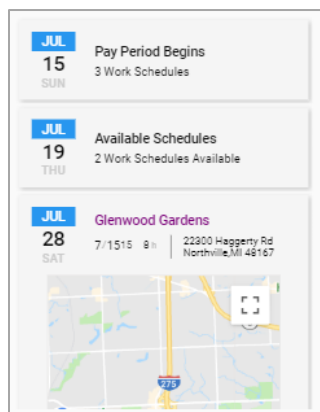 JUL
15
SUN
Pay Period Begins
3 Work Schedules
JUL
19
THU
Available Schedules
2 Work Schedules Available
JUL
28
SAT
Glenwood Gardens
7/1515 8 h
22300 Haggerty Rd
Northville,MI 48167
275